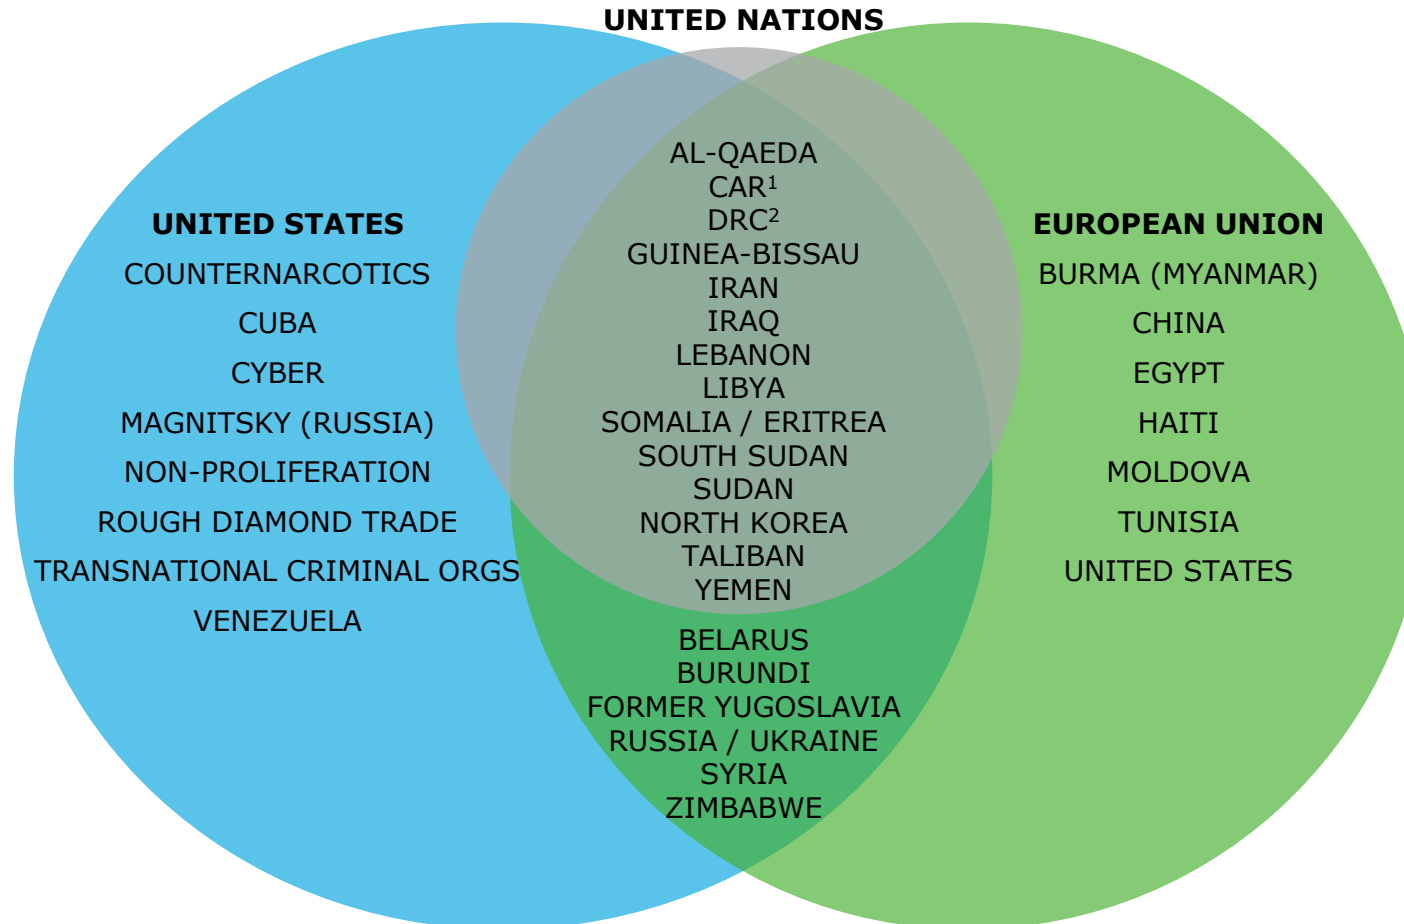 UNITED NATIONS
UNITED STATES
COUNTERNARCOTICS
CUBA
CYBER
MAGNITSKY (RUSSIA)
NON-PROLIFERATION
ROUGH DIAMOND TRADE
TRANSNATIONAL CRIMINAL ORGS
VENEZUELA
AL-QAEDA
CAR¹
DRC²
GUINEA-BISSAU
IRAN
IRAQ
LEBANON
LIBYA
SOMALIA / ERITREA
SOUTH SUDAN
SUDAN
NORTH KOREA
TALIBAN
YEMEN
BELARUS
BURUNDI
FORMER YUGOSLAVIA
RUSSIA / UKRAINE
SYRIA
ZIMBABWE
EUROPEAN UNION
BURMA (MYANMAR)
CHINA
EGYPT
HAITI
MOLDOVA
TUNISIA
UNITED STATES